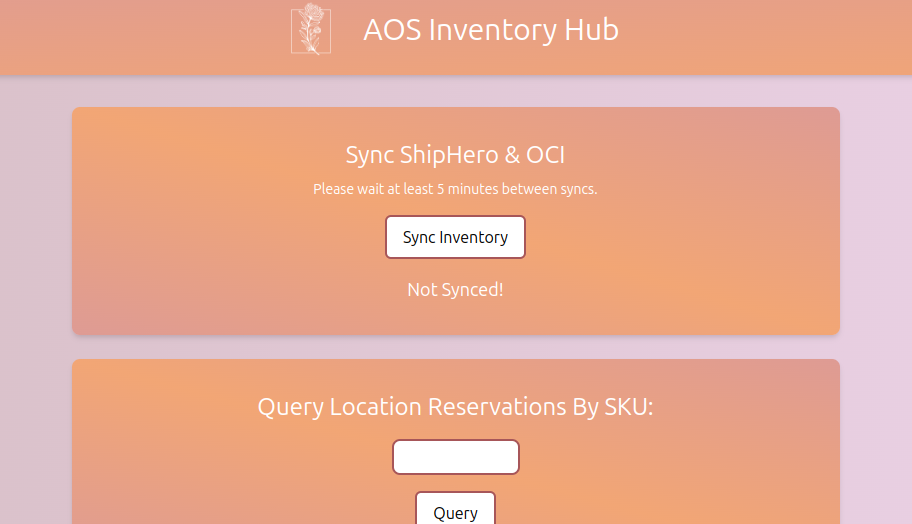 AOS Inventory Hub
Sync ShipHero & OCI
Please wait at least 5 minutes between syncs.
Sync Inventory
Not Synced!
Query Location Reservations By SKU:
Query